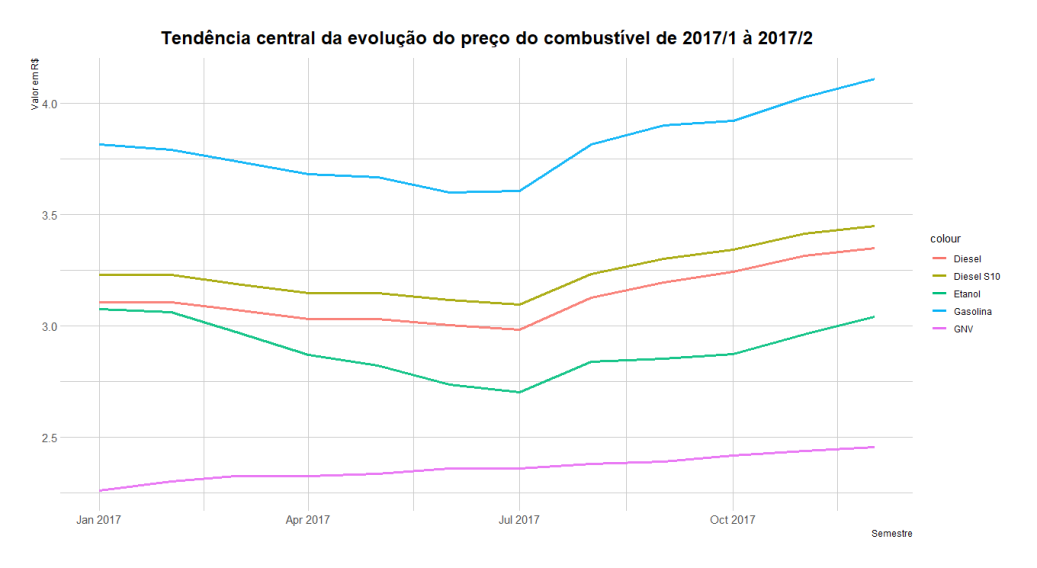 Tendência central da evolução do preço do combustível de 2017/1 à 2017/2
Valor em R$
4.0
3.5
3.0
2.5
Jan 2017
Apr 2017
Jul 2017
Oct 2017
Semestre
colour
Diesel
Diesel S10
Etanol
Gasolina
GNV